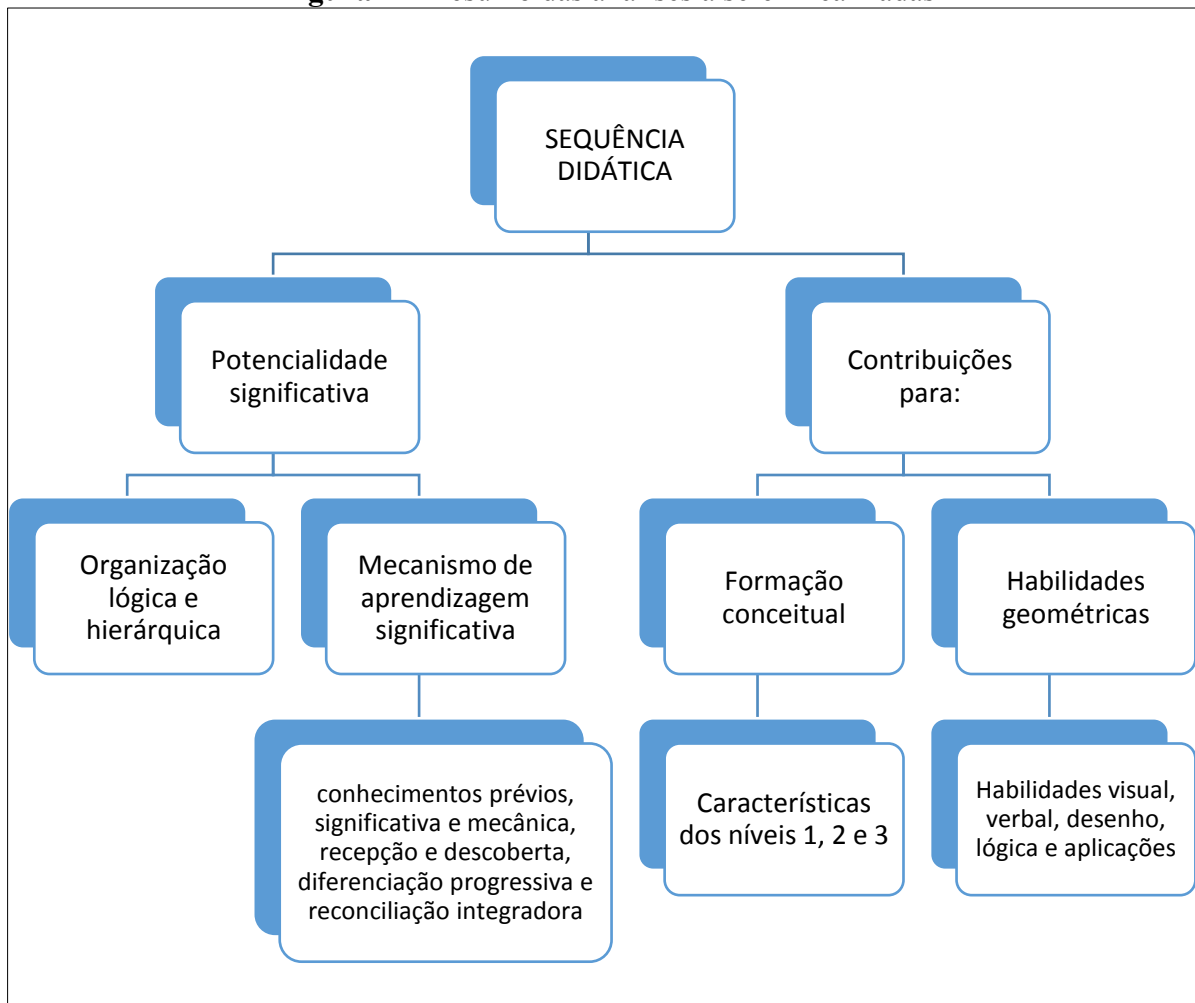 SEQUÊNCIA
DIDÁTICA
Potencialidade
significativa
Contribuições
para:
Organização
lógica e
hierárquica
Mecanismo de
aprendizagem
significativa
Formação
conceitual
Habilidades
geométricas
conhecimentos prévios,
significativa e mecânica,
recepção e descoberta,
diferenciação progressiva e
reconciliação integradora
Características
dos níveis 1, 2 e 3
Habilidades visual,
verbal, desenho,
lógica e aplicações